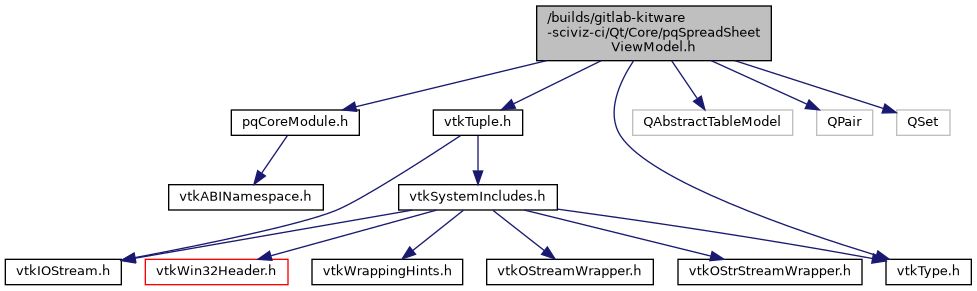 /builds/gitlab-kitware
-sciviz-ci/Qt/Core/pqSpreadSheet
ViewModel.h
pqCoreModule.h
vtkTuple.h
QAbstractTableModel
QPair
QSet
vtkABINamespace.h
vtkSystemIncludes.h
vtkIOStream.h
vtkWin32Header.h
vtkWrappingHints.h
vtkOStreamWrapper.h
vtkOStrStreamWrapper.h
vtkType.h